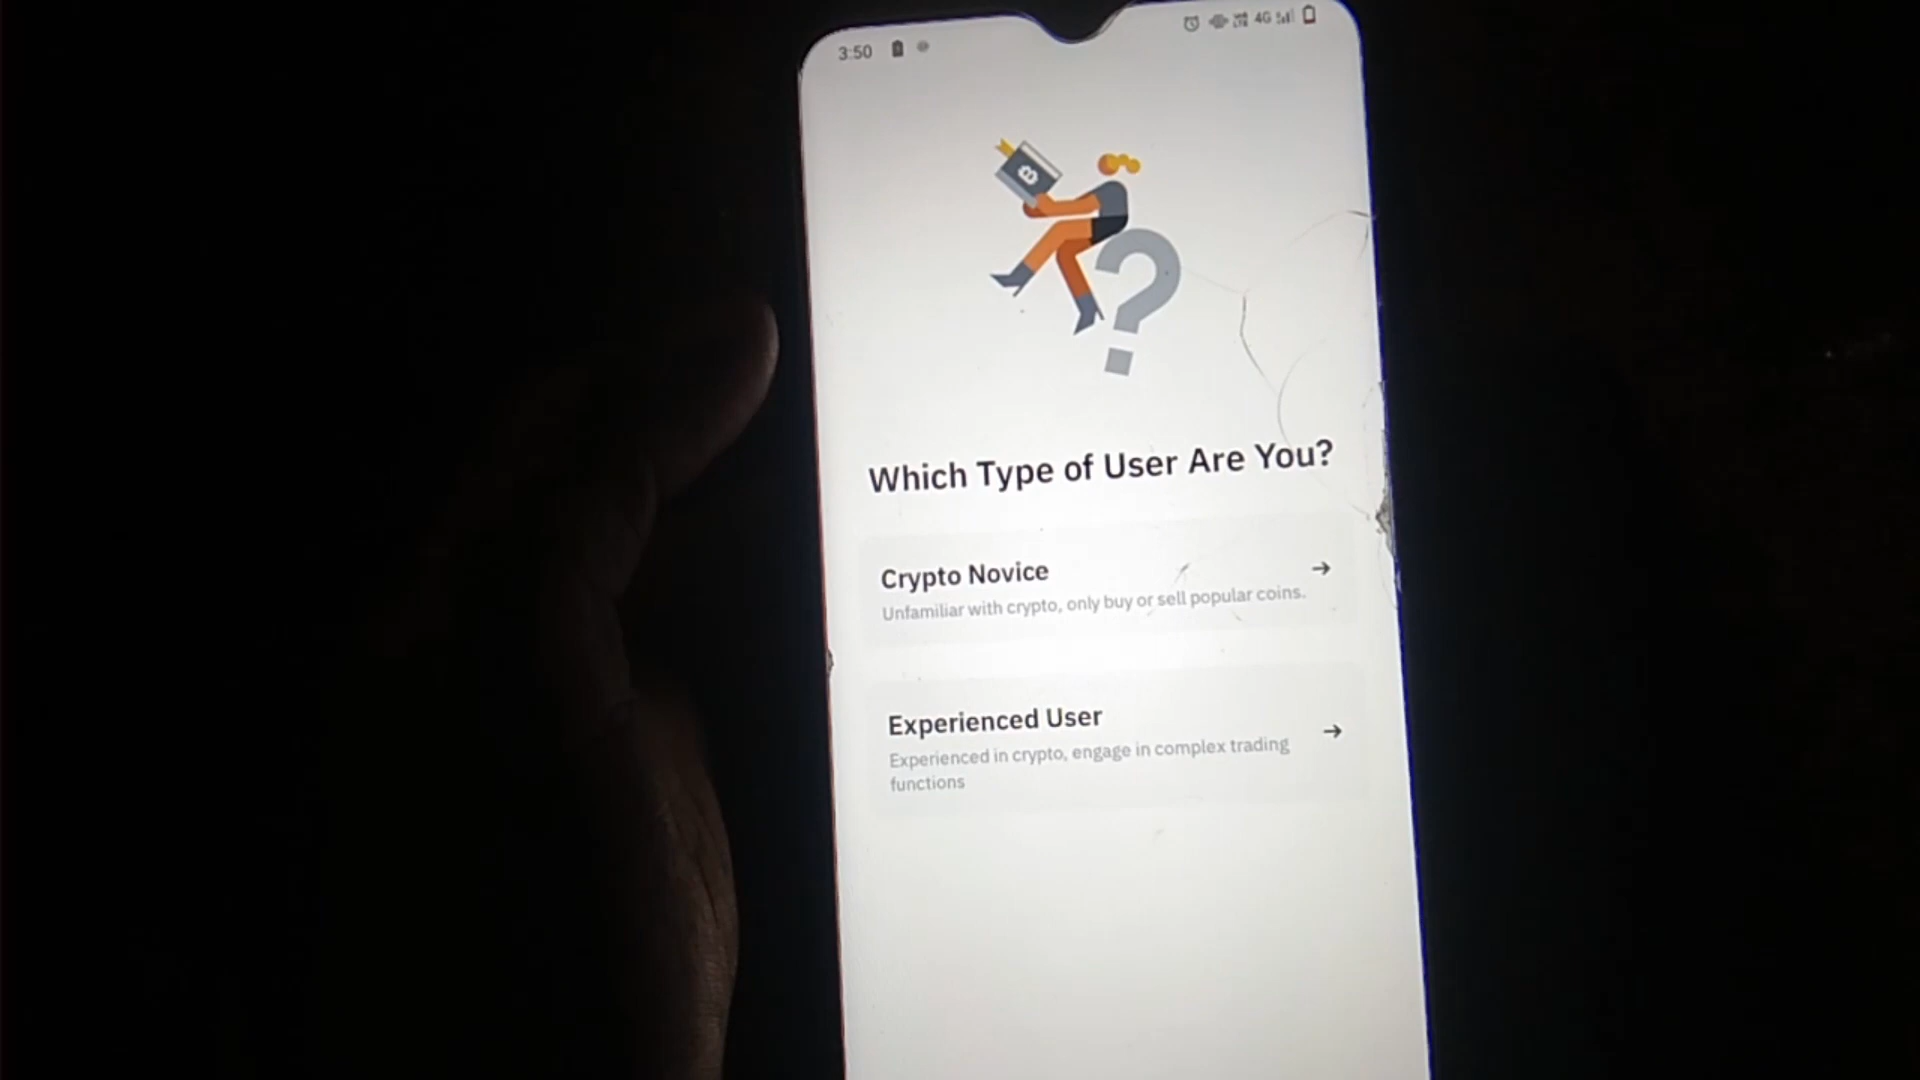 3:50
4G
Which Type of User Are You?
Crypto Novice
Unfamiliar with crypto, only buy or sell popular coins.
Experienced User
Experienced in crypto, engage in complex trading
functions